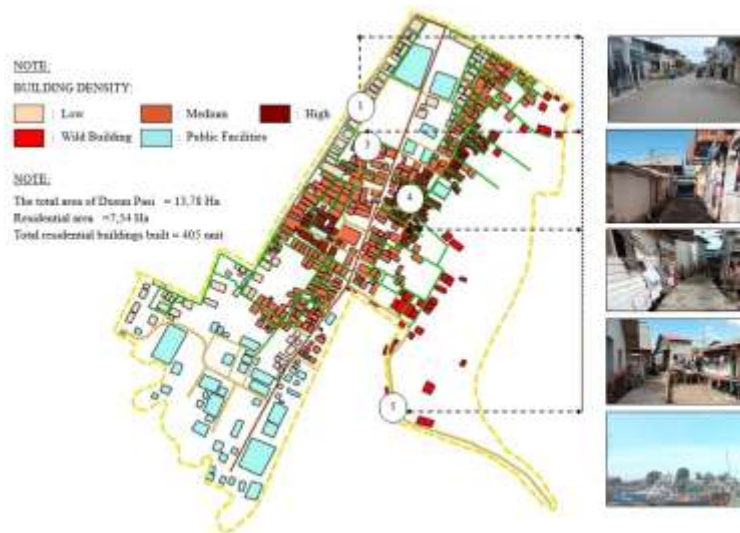 NOTE:
BUILDING DENSITY:
: Low : Medium : High
: Wild Building : Public Facilities
NOTE:
The total area of Dusun Pasi = 13,78 Ha
Residential area =7,54 Ha
Total residential buildings built = 405 unit
1
3
4
5